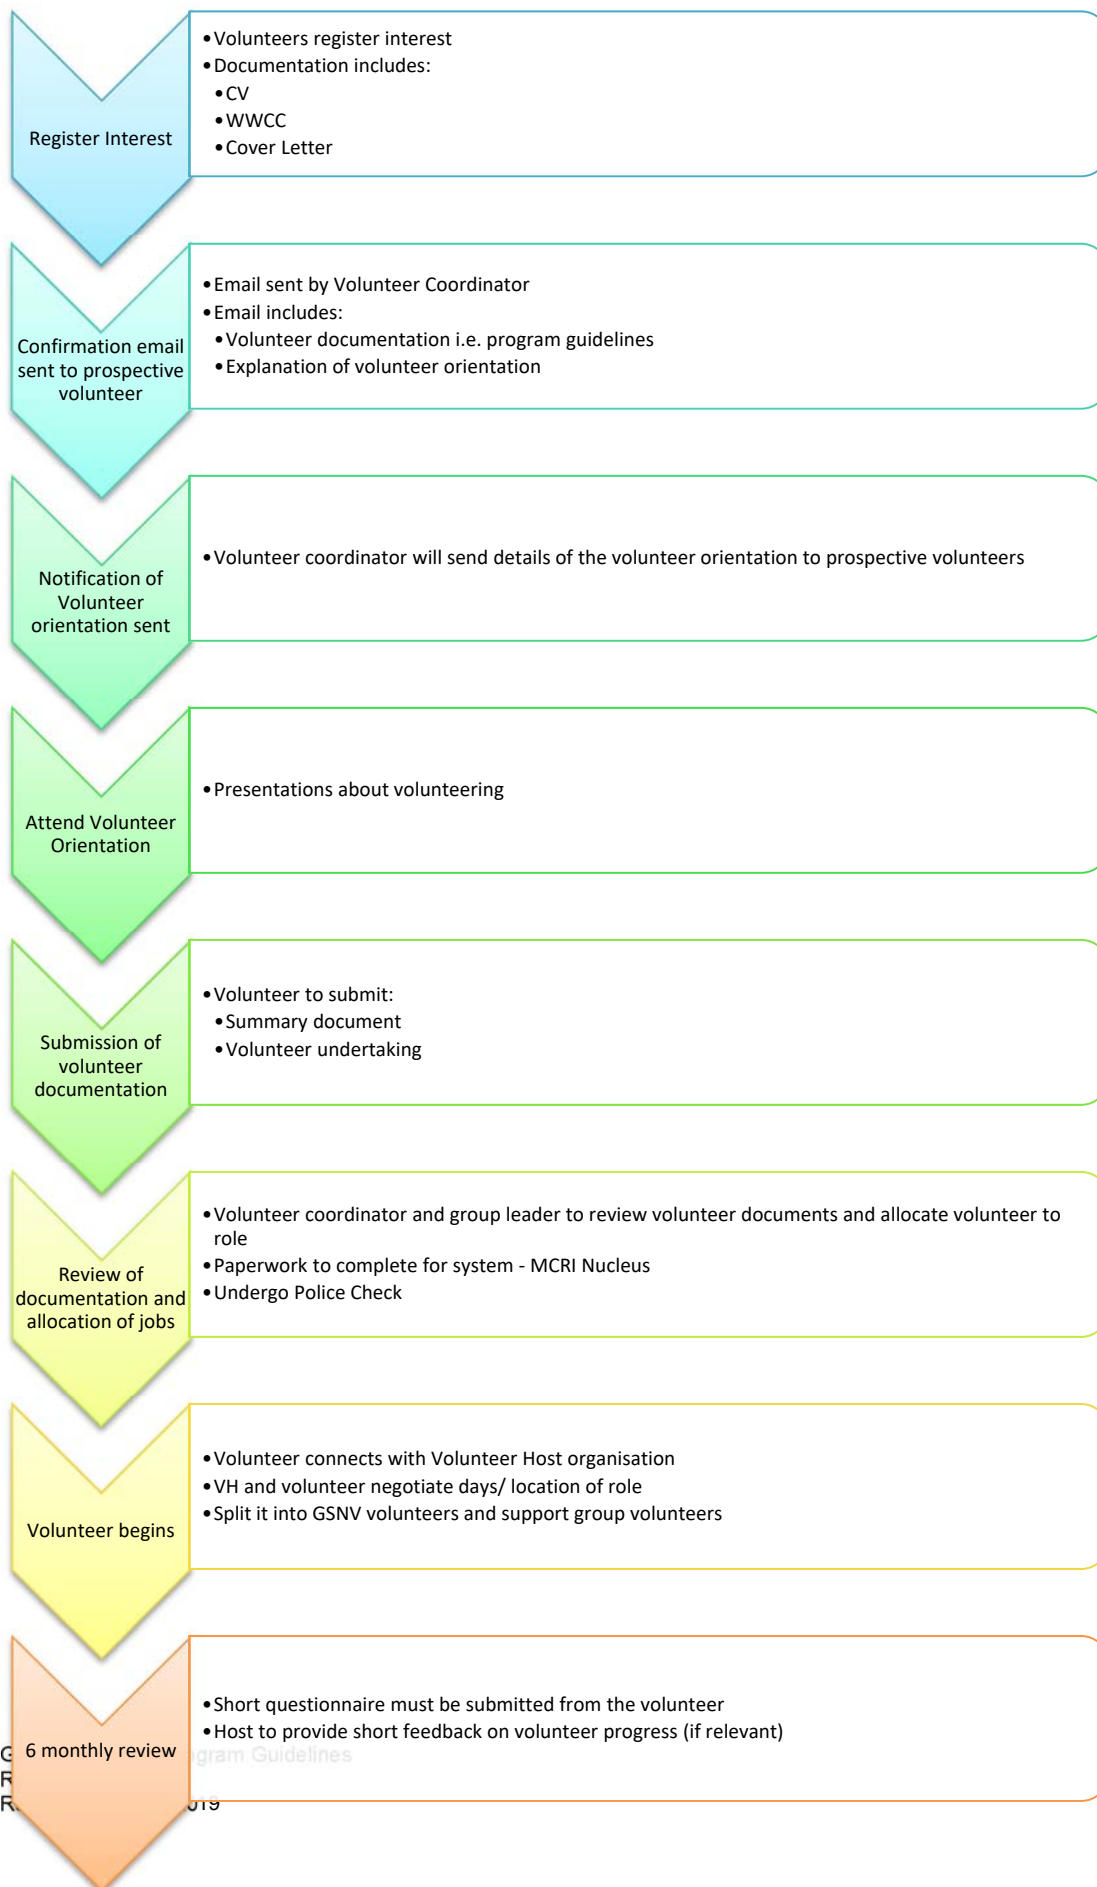 Register Interest
•Volunteers register interest
•Documentation includes:
•CV
•WWCC
•Cover Letter
Confirmation email
sent to prospective
volunteer
•Email sent by Volunteer Coordinator
•Email includes:
•Volunteer documentation i.e. program guidelines
•Explanation of volunteer orientation
Notification of
Volunteer
orientation sent
•Volunteer coordinator will send details of the volunteer orientation to prospective volunteers
Attend Volunteer
Orientation
•Presentations about volunteering
Submission of
volunteer
documentation
•Volunteer to submit:
•Summary document
•Volunteer undertaking
Review of
documentation and
allocation of jobs
•Volunteer coordinator and group leader to review volunteer documents and allocate volunteer to
role
•Paperwork to complete for system - MCRI Nucleus
•Undergo Police Check
Volunteer begins
•Volunteer connects with Volunteer Host organisation
•VH and volunteer negotiate days/ location of role
•Split it into GSNV volunteers and support group volunteers
6 monthly review
•Short questionnaire must be submitted from the volunteer
•Host to provide short feedback on volunteer progress (if relevant)
Guidelines